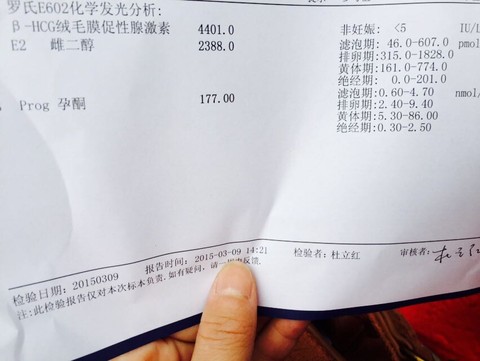 罗氏E602化学发光分析:
β-HCG绒毛膜促性腺激素 4401.0 非妊娠: <5 IU/L
E2 雌二醇 2388.0 滤泡期: 46.0-607.0 pmol
排卵期:315.0-1828.0
黄体期:161.0-774.0
绝经期: 0.0-201.0
Prog 孕酮 177.00 滤泡期:0.60-4.70 nmol/
排卵期:2.40-9.40
黄体期:5.30-86.00
绝经期:0.30-2.50
检验日期: 20150309 报告时间: 2015-03-09 14:21 检验者: 杜立红 审核者:
注:此检验报告仅对本次标本负责.如有疑问, 请一 反馈.